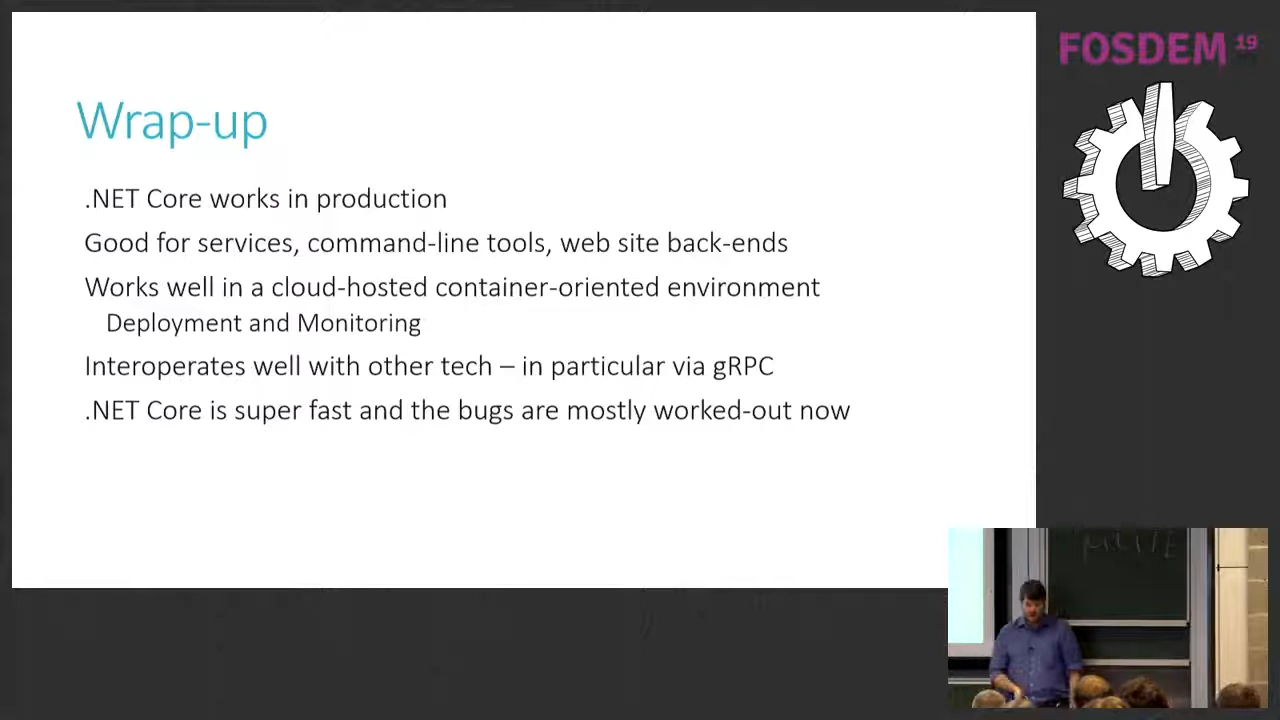 FOSDEM 19
Wrap-up
.NET Core works in production
Good for services, command-line tools, web site back-ends
Works well in a cloud-hosted container-oriented environment
Deployment and Monitoring
Interoperates well with other tech – in particular via gRPC
.NET Core is super fast and the bugs are mostly worked-out now